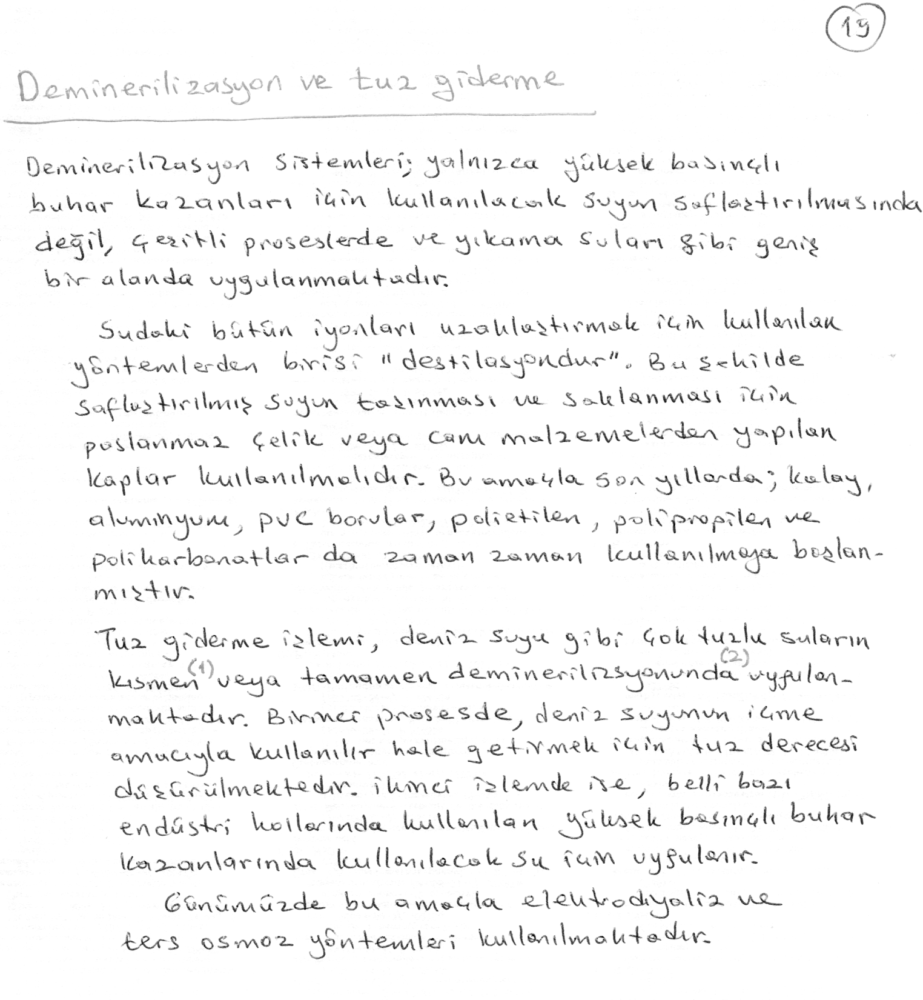 19
Deminerilizasyon ve tuz giderme
Deminerilizasyon sistemleri; yalnızca yüksek basınçlı
buhar kazanları için kullanılacak suyun saflaştırılmasında
değil, çeşitli proseslerde ve yıkama suları gibi geniş
bir alanda uygulanmaktadır.
Sudaki bütün iyonları uzaklaştırmak için kullanılan
yöntemlerden birisi "destilasyondur". Bu şekilde
saflaştırılmış suyun taşınması ve saklanması için
paslanmaz çelik veya cam malzemelerden yapılan
kaplar kullanılmalıdır. Bu amaçla son yıllarda; kalay,
aluminyum, PVC borular, polietilen, polipropilen ve
polikarbonatlar da zaman zaman kullanılmaya başlan-
mıştır.
Tuz giderme işlemi, deniz suyu gibi çok tuzlu suların
kısmen (1) veya tamamen deminerilizsyonunda (2) uygulan-
maktadır. Birinci prosesde, deniz suyunun içme
amacıyla kullanılır hale getirmek için tuz derecesi
düşürülmektedir. ikinci işlemde ise, belli bazı
endüstri kollarında kullanılan yüksek basınçlı buhar
kazanlarında kullanılacak su için uygulanır.
Günümüzde bu amaçla elektrodiyaliz ve
ters osmoz yöntemleri kullanılmaktadır.